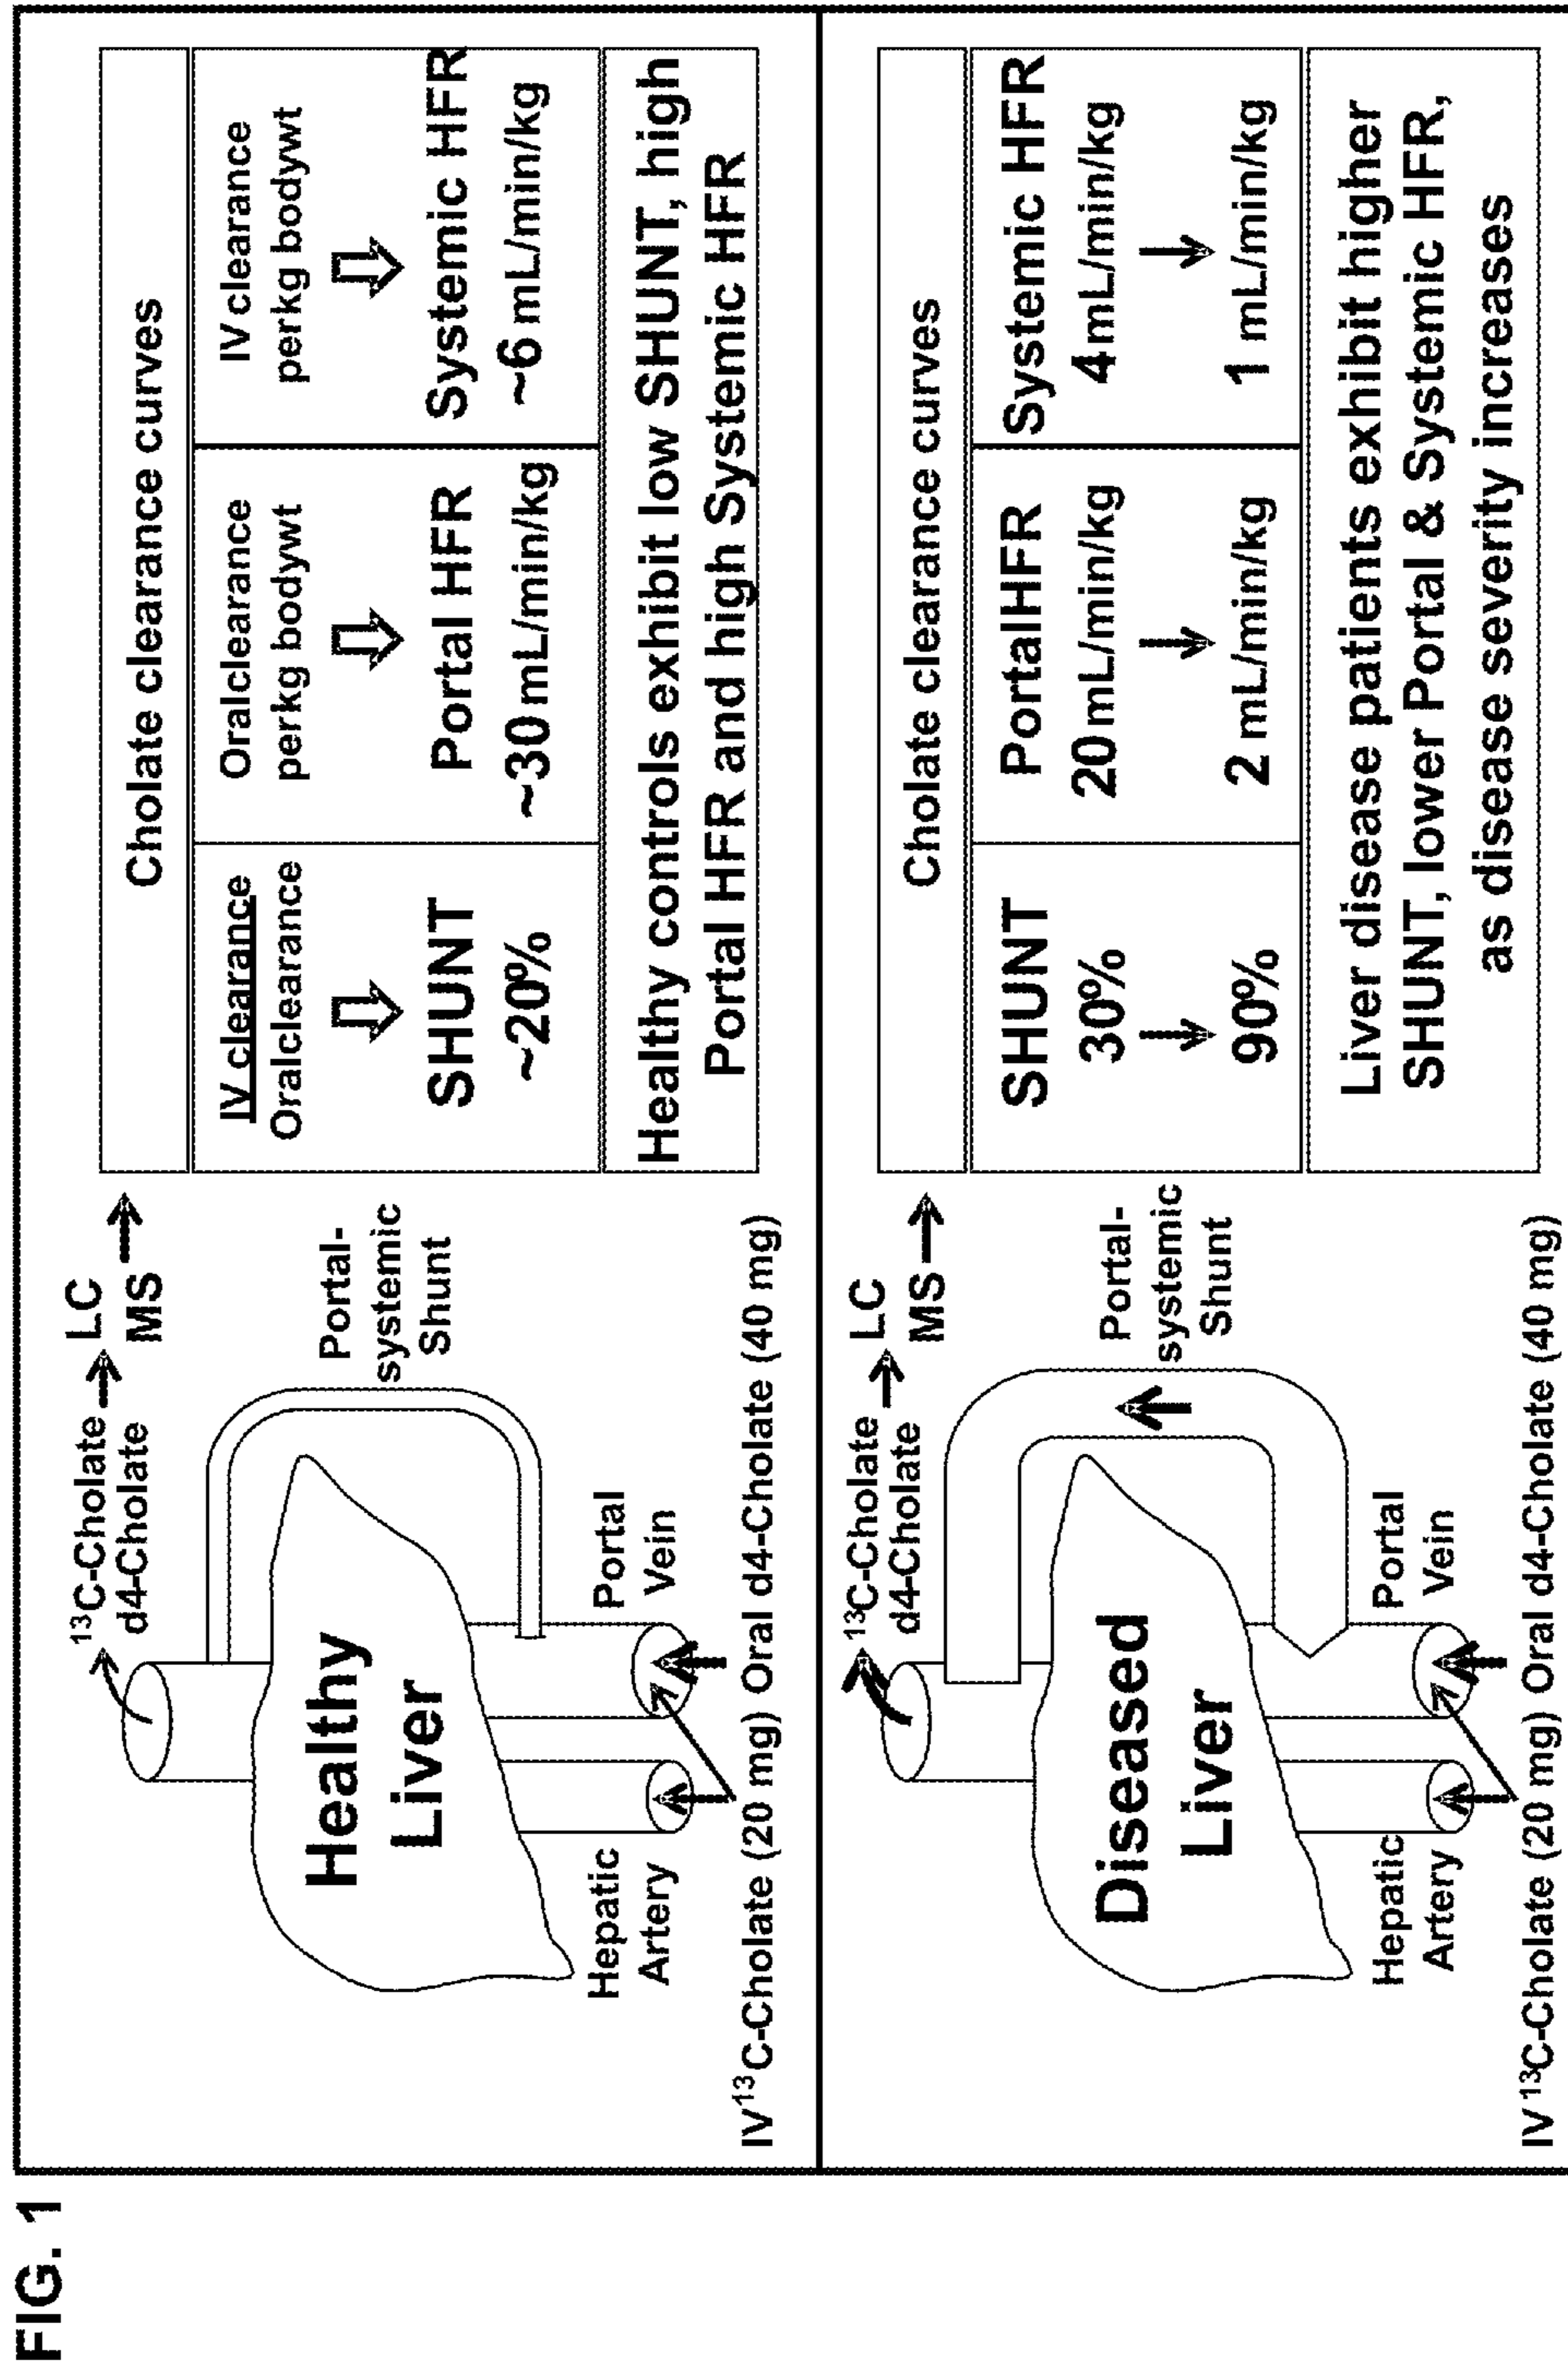 FIG. 1
¹³C-Cholate
d4-Cholate
LC
MS
Healthy
Liver
Portal-
systemic
Shunt
Hepatic
Artery
Portal
Vein
IV ¹³C-Cholate (20 mg) Oral d4-Cholate (40 mg)
Cholate clearance curves
IV clearance
Oralclearance
SHUNT
~20%
Oralclearance
perkg bodywt
Portal HFR
~30 mL/min/kg
IV clearance
perkg bodywt
Systemic HFR
~6 mL/min/kg
Healthy controls exhibit low SHUNT, high
Portal HFR and high Systemic HFR
¹³C-Cholate
d4-Cholate
LC
MS
Diseased
Liver
Portal-
systemic
Shunt
Hepatic
Artery
Portal
Vein
IV ¹³C-Cholate (20 mg) Oral d4-Cholate (40 mg)
Cholate clearance curves
SHUNT
30%
90%
PortalHFR
20 mL/min/kg
2 mL/min/kg
Systemic HFR
4 mL/min/kg
1 mL/min/kg
Liver disease patients exhibit higher
SHUNT, lower Portal & Systemic HFR,
as disease severity increases